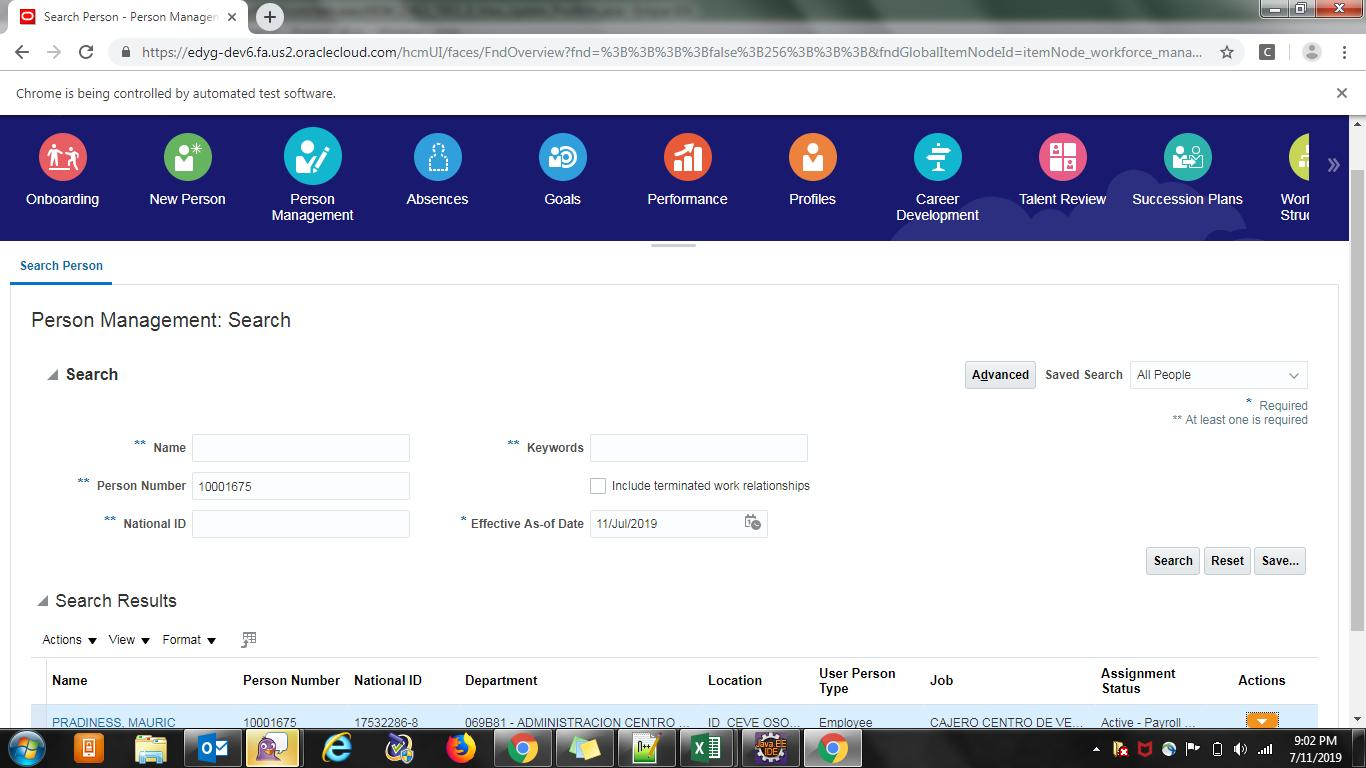 Search Person - Person Managem
https://edyg-dev6.fa.us2.oraclecloud.com/hcmUI/faces/FndOverview?fnd=%3B%3B%3B%3Bfalse%3B256%3B%3B%3B&fndGlobalItemNodeId=itemNode_workforce_mana...
Chrome is being controlled by automated test software.
Onboarding
New Person
Person
Management
Absences
Goals
Performance
Profiles
Career
Development
Talent Review
Succession Plans
Worl
Struc
Search Person
Person Management: Search
Search
Advanced Saved Search All People
* Required
** At least one is required
** Name
** Keywords
** Person Number 10001675
Include terminated work relationships
** National ID
* Effective As-of Date 11/Jul/2019
Search Reset Save...
Search Results
Actions View Format
Name Person Number National ID Department Location User Person Type Job Assignment Status Actions
PRADINESS, MAURIC 10001675 17532286-8 069B81 - ADMINISTRACION CENTRO ... ID_CEVE OSO... Employee CAJERO CENTRO DE VE... Active - Payroll ...
Java EE
IDE
9:02 PM
7/11/2019